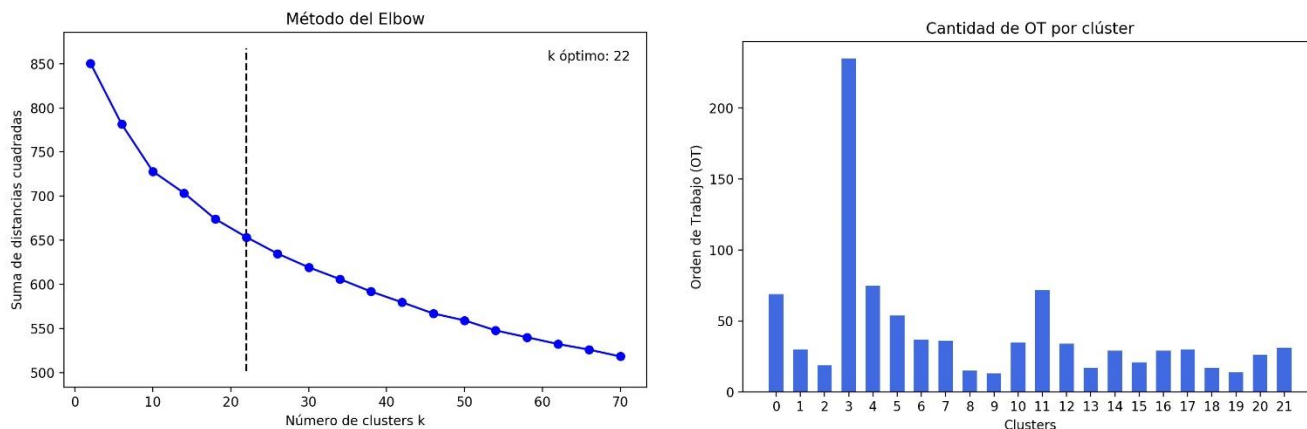 Método del Elbow
k óptimo: 22
850
800
750
700
650
600
550
500
Suma de distancias cuadradas
0 10 20 30 40 50 60 70
Número de clusters k
Cantidad de OT por clúster
200
150
100
50
0
Orden de Trabajo (OT)
0 1 2 3 4 5 6 7 8 9 10 11 12 13 14 15 16 17 18 19 20 21
Clusters